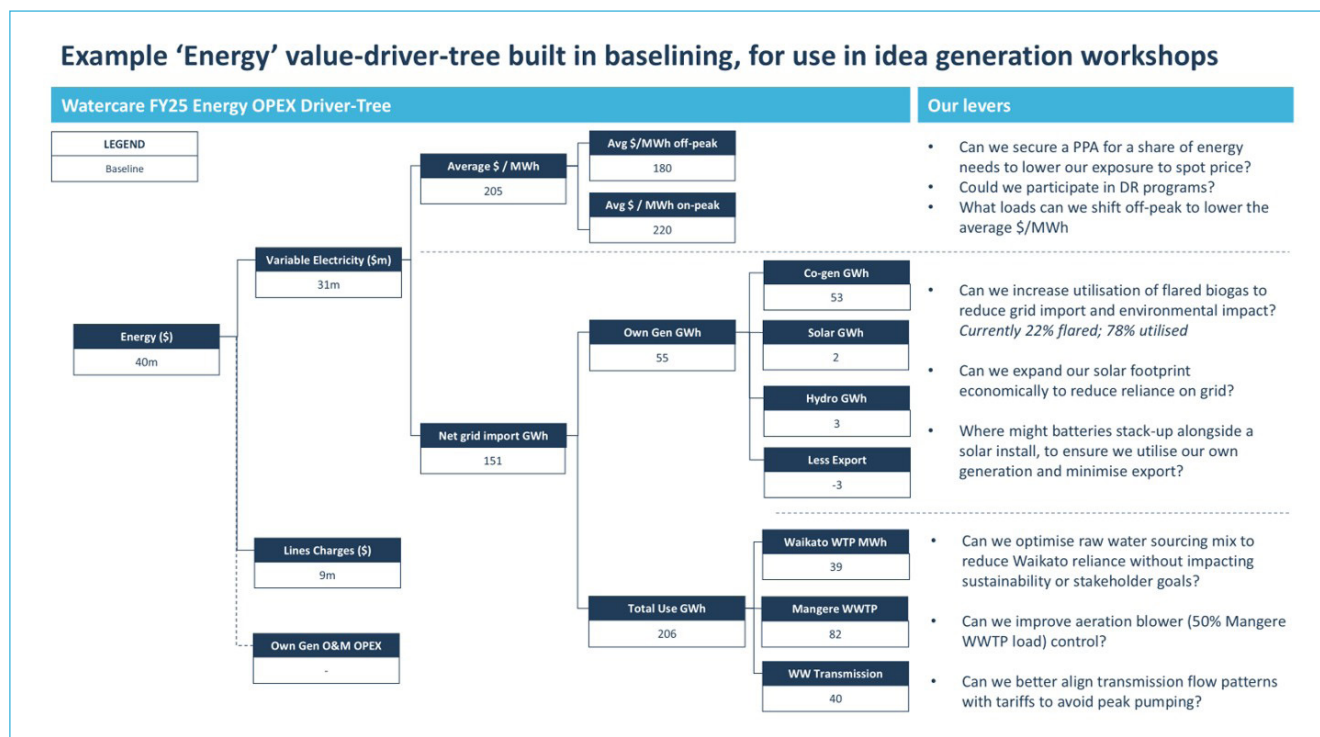 Example ‘Energy’ value-driver-tree built in baselining, for use in idea generation workshops
Watercare FY25 Energy OPEX Driver-Tree
LEGEND
Baseline
Energy ($)
40m
Variable Electricity ($m)
31m
Lines Charges ($)
9m
Own Gen O&M OPEX
-
Average $ / MWh
205
Net grid import GWh
151
Avg $/MWh off-peak
180
Avg $ / MWh on-peak
220
Own Gen GWh
55
Total Use GWh
206
Co-gen GWh
53
Solar GWh
2
Hydro GWh
3
Less Export
-3
Waikato WTP MWh
39
Mangere WWTP
82
WW Transmission
40
Our levers
• Can we secure a PPA for a share of energy
needs to lower our exposure to spot price?
• Could we participate in DR programs?
• What loads can we shift off-peak to lower the
average $/MWh
• Can we increase utilisation of flared biogas to
reduce grid import and environmental impact?
Currently 22% flared; 78% utilised
• Can we expand our solar footprint
economically to reduce reliance on grid?
• Where might batteries stack-up alongside a
solar install, to ensure we utilise our own
generation and minimise export?
• Can we optimise raw water sourcing mix to
reduce Waikato reliance without impacting
sustainability or stakeholder goals?
• Can we improve aeration blower (50% Mangere
WWTP load) control?
• Can we better align transmission flow patterns
with tariffs to avoid peak pumping?